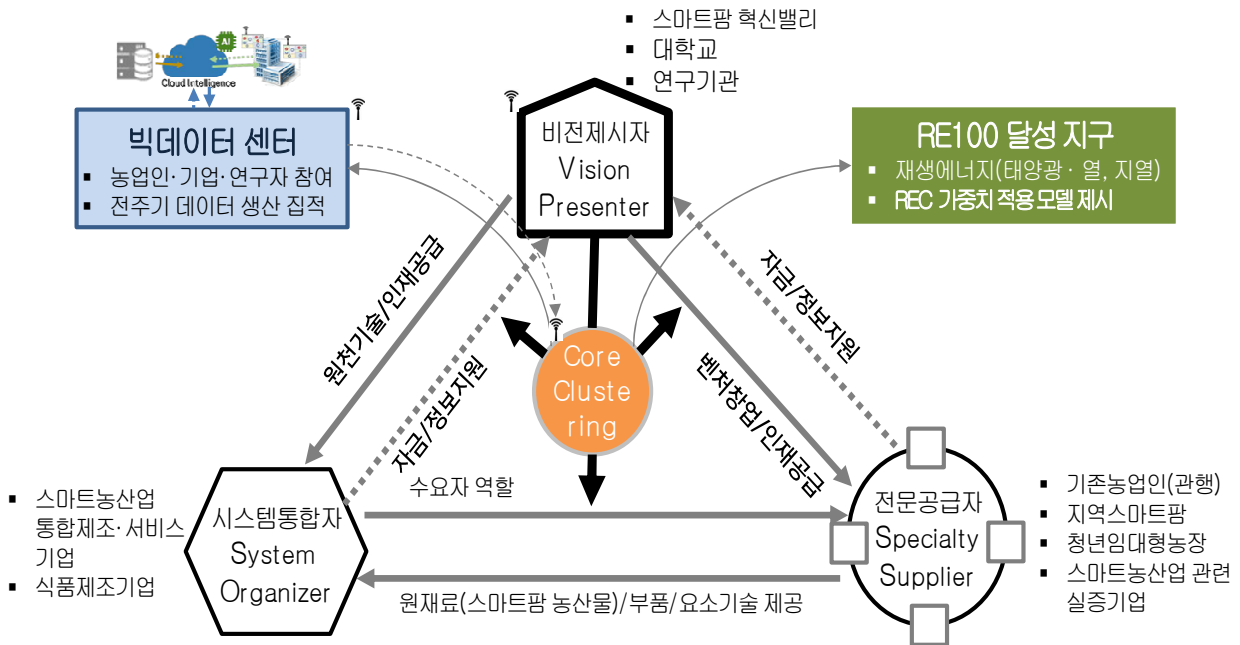 ▪ 스마트팜 혁신밸리
▪ 대학교
▪ 연구기관
AI
Cloud Intelligence
빅데이터 센터
▪ 농업인·기업·연구자 참여
▪ 전주기 데이터 생산 집적
비전제시자
Vision
Presenter
RE100 달성 지구
▪ 재생에너지(태양광 · 열, 지열)
▪ REC 가중치 적용 모델 제시
원천기술/인재공급
자금/정보지원
Core
Cluste
ring
벤처창업/인재공급
자금/정보지원
수요자 역할
▪ 스마트농산업
통합제조·서비스
기업
▪ 식품제조기업
시스템통합자
System
Organizer
전문공급자
Specialty
Supplier
▪ 기존농업인(관행)
▪ 지역스마트팜
▪ 청년임대형농장
▪ 스마트농산업 관련
실증기업
원재료(스마트팜 농산물)/부품/요소기술 제공